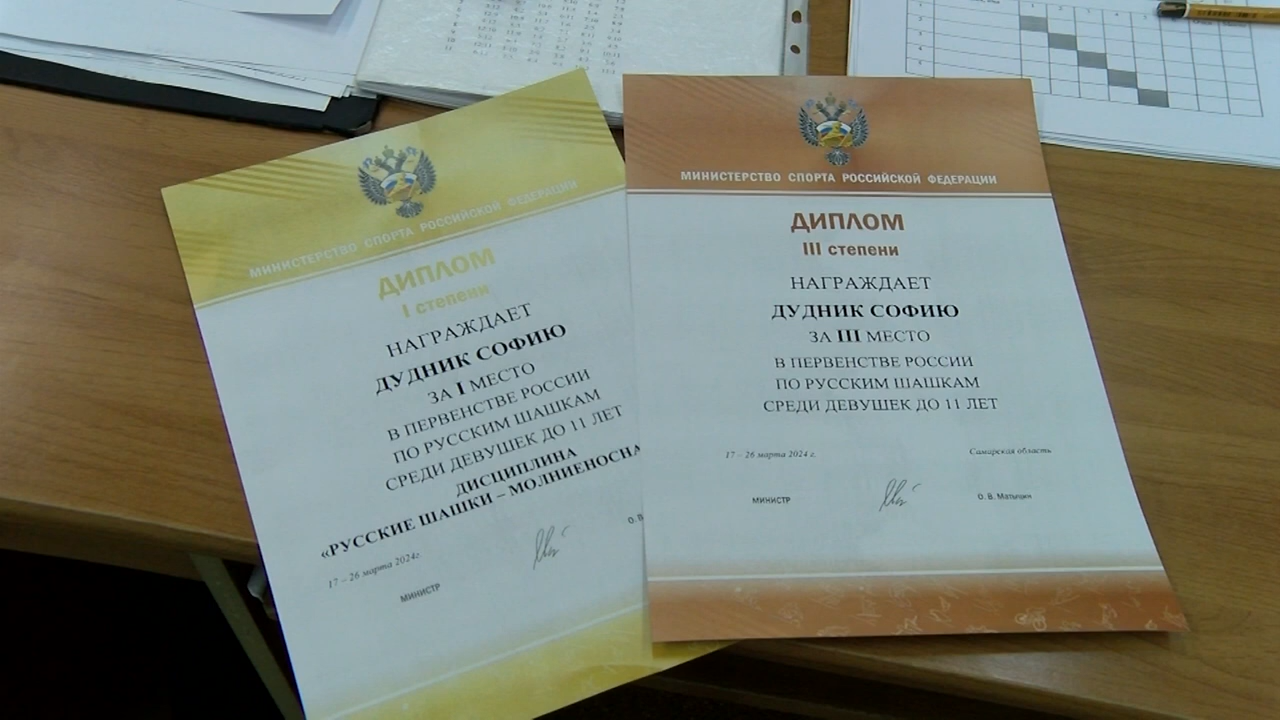 МИНИСТЕРСТВО СПОРТА РОССИЙСКОЙ ФЕДЕРАЦИИ
ДИПЛОМ
I степени
НАГРАЖДАЕТ
ДУДНИК СОФИЮ
ЗА I МЕСТО
В ПЕРВЕНСТВЕ РОССИИ
ПО РУССКИМ ШАШКАМ
СРЕДИ ДЕВУШЕК ДО 11 ЛЕТ
ДИСЦИПЛИНА
«РУССКИЕ ШАШКИ – МОЛНИЕНОСНА
17 – 26 марта 2024г.
МИНИСТР
О. В
МИНИСТЕРСТВО СПОРТА РОССИЙСКОЙ ФЕДЕРАЦИИ
ДИПЛОМ
III степени
НАГРАЖДАЕТ
ДУДНИК СОФИЮ
ЗА III МЕСТО
В ПЕРВЕНСТВЕ РОССИИ
ПО РУССКИМ ШАШКАМ
СРЕДИ ДЕВУШЕК ДО 11 ЛЕТ
17 – 26 марта 2024 г.
Самарская область
МИНИСТР
О. В. Матыцин